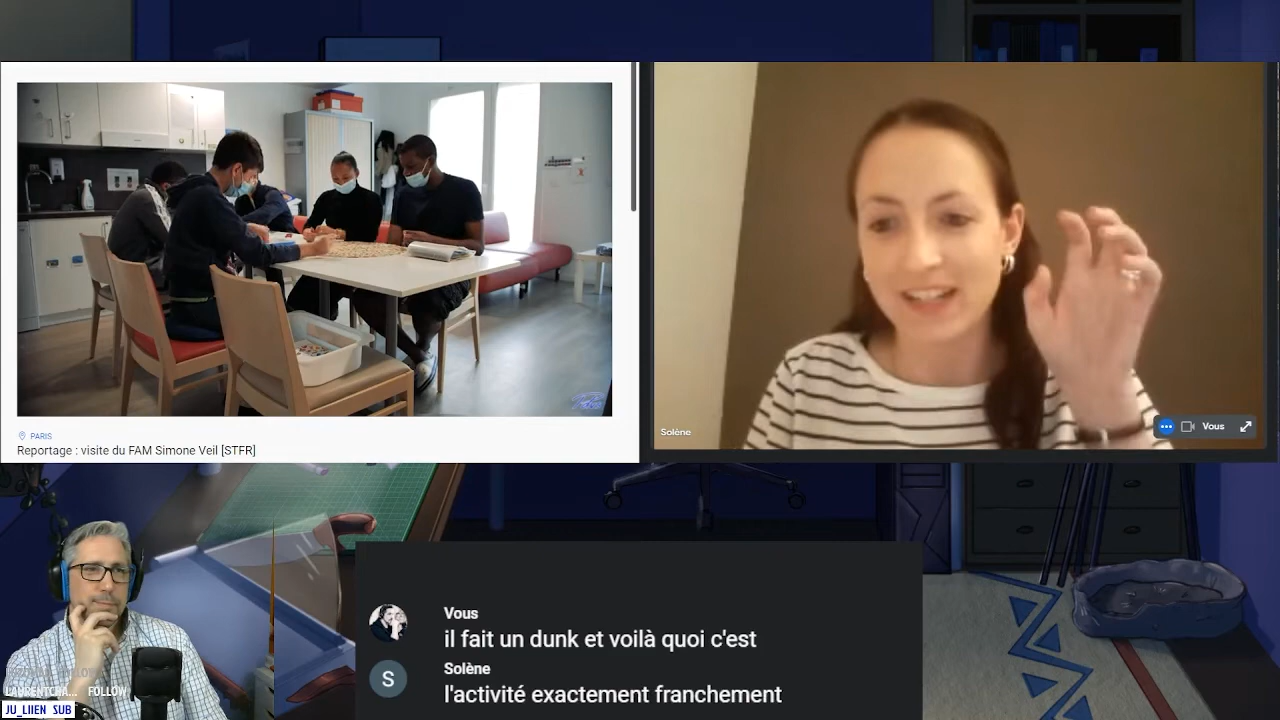 PARIS
Reportage : visite du FAM Simone Veil [STFR]
Solène
Vous
Vous
il fait un dunk et voilà quoi c'est
S
Solène
l'activité exactement franchement
LAURENTCHA... FOLLOW
JU_LIIEN SUB